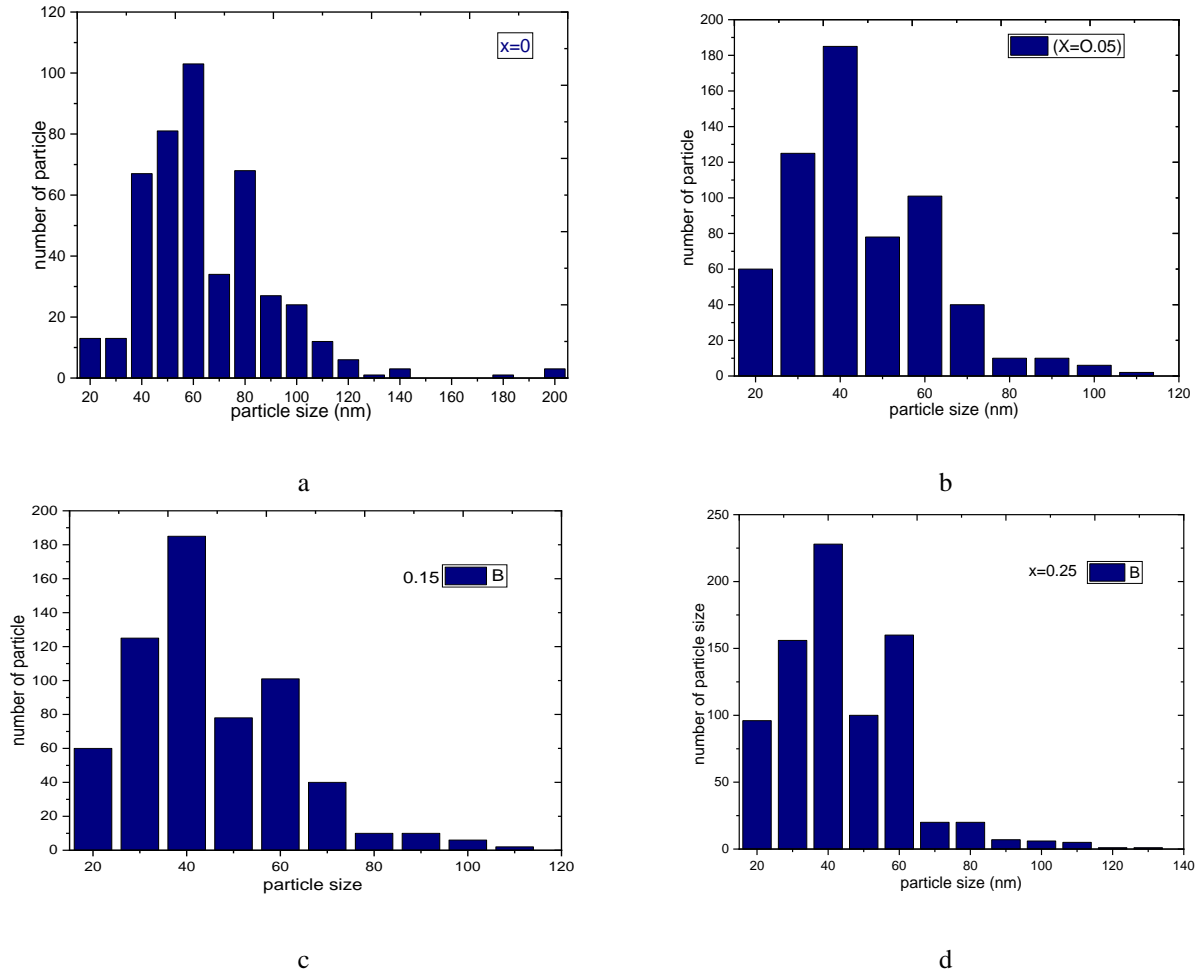 120
100
80
60
40
20
0
number of particle
x=0
20 40 60 80 100 120 140 160 180 200
particle size (nm)
a
200
180
160
140
120
100
80
60
40
20
0
number of particle
(X=O.05)
20 40 60 80 100 120
particle size (nm)
b
200
180
160
140
120
100
80
60
40
20
0
number of particle
0.15 B
20 40 60 80 100 120
particle size
c
250
200
150
100
50
0
number of particle size
x=0.25 B
20 40 60 80 100 120 140
particle size (nm)
d